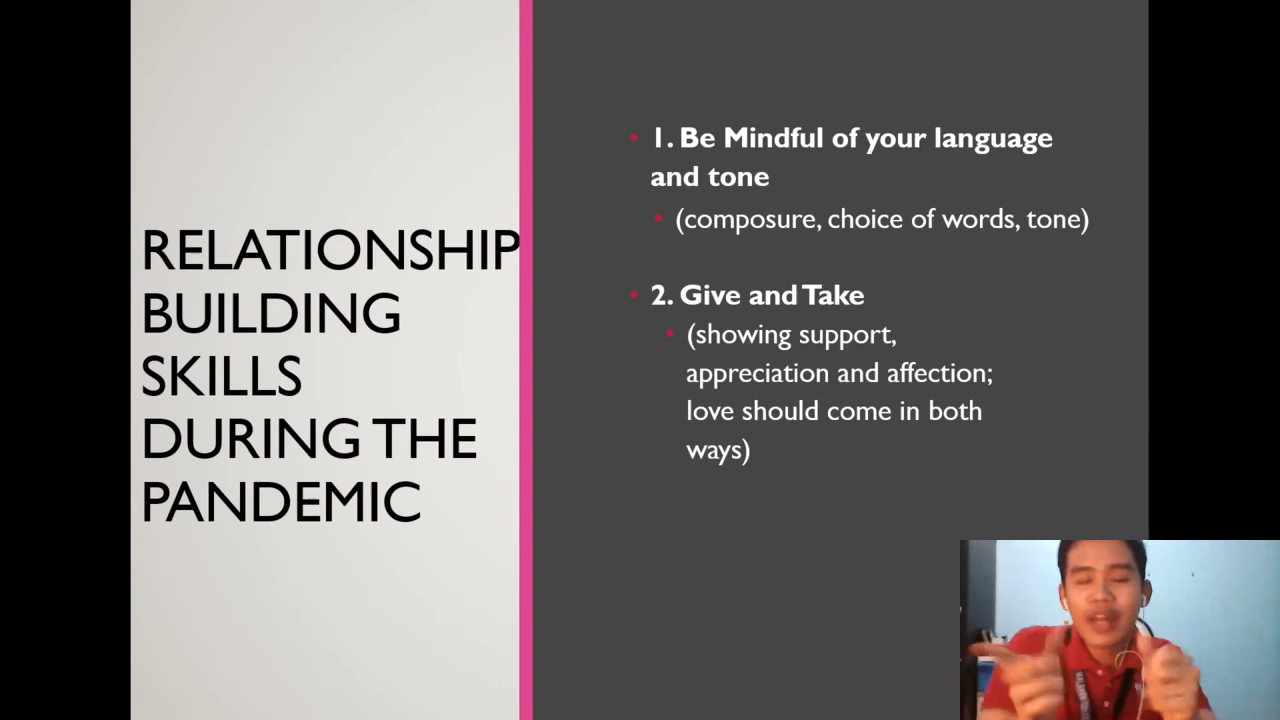 RELATIONSHIP
BUILDING
SKILLS
DURING THE
PANDEMIC
• 1. Be Mindful of your language
and tone
• (composure, choice of words, tone)
• 2. Give and Take
• (showing support,
appreciation and affection;
love should come in both
ways)